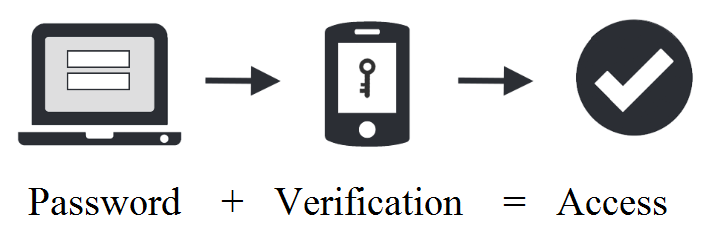 Password + Verification = Access